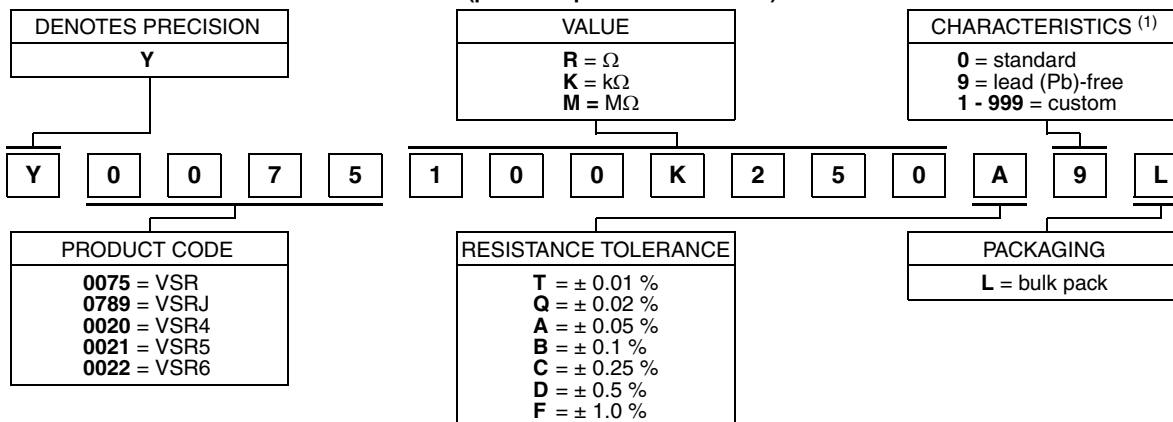 DENOTES PRECISION
Y
VALUE
R = Ω
K = kΩ
M = MΩ
CHARACTERISTICS (1)
0 = standard
9 = lead (Pb)-free
1 - 999 = custom
Y 0 0 7 5 1 0 0 K 2 5 0 A 9 L
PRODUCT CODE
0075 = VSR
0789 = VSRJ
0020 = VSR4
0021 = VSR5
0022 = VSR6
RESISTANCE TOLERANCE
T = ± 0.01 %
Q = ± 0.02 %
A = ± 0.05 %
B = ± 0.1 %
C = ± 0.25 %
D = ± 0.5 %
F = ± 1.0 %
PACKAGING
L = bulk pack